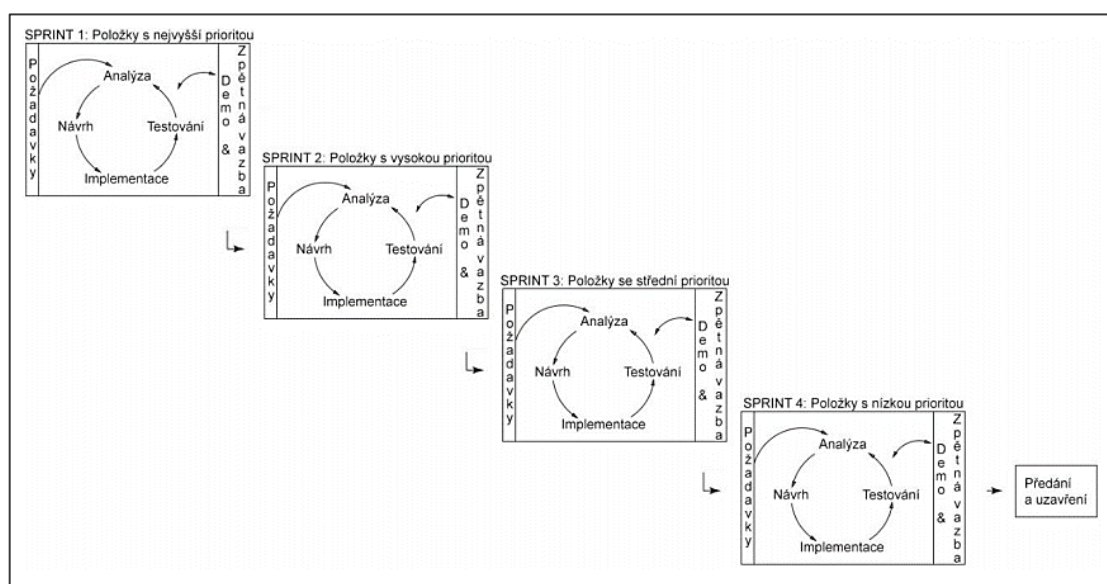 SPRINT 1: Položky s nejvyšší prioritou
Požadavky
Analýza
Návrh
Testování
Implementace
Demo &
Zpětná vazba
SPRINT 2: Položky s vysokou prioritou
Požadavky
Analýza
Návrh
Testování
Implementace
Demo &
Zpětná vazba
SPRINT 3: Položky se střední prioritou
Požadavky
Analýza
Návrh
Testování
Implementace
Demo &
Zpětná vazba
SPRINT 4: Položky s nízkou prioritou
Požadavky
Analýza
Návrh
Testování
Implementace
Demo &
Zpětná vazba
Předání
a uzavření